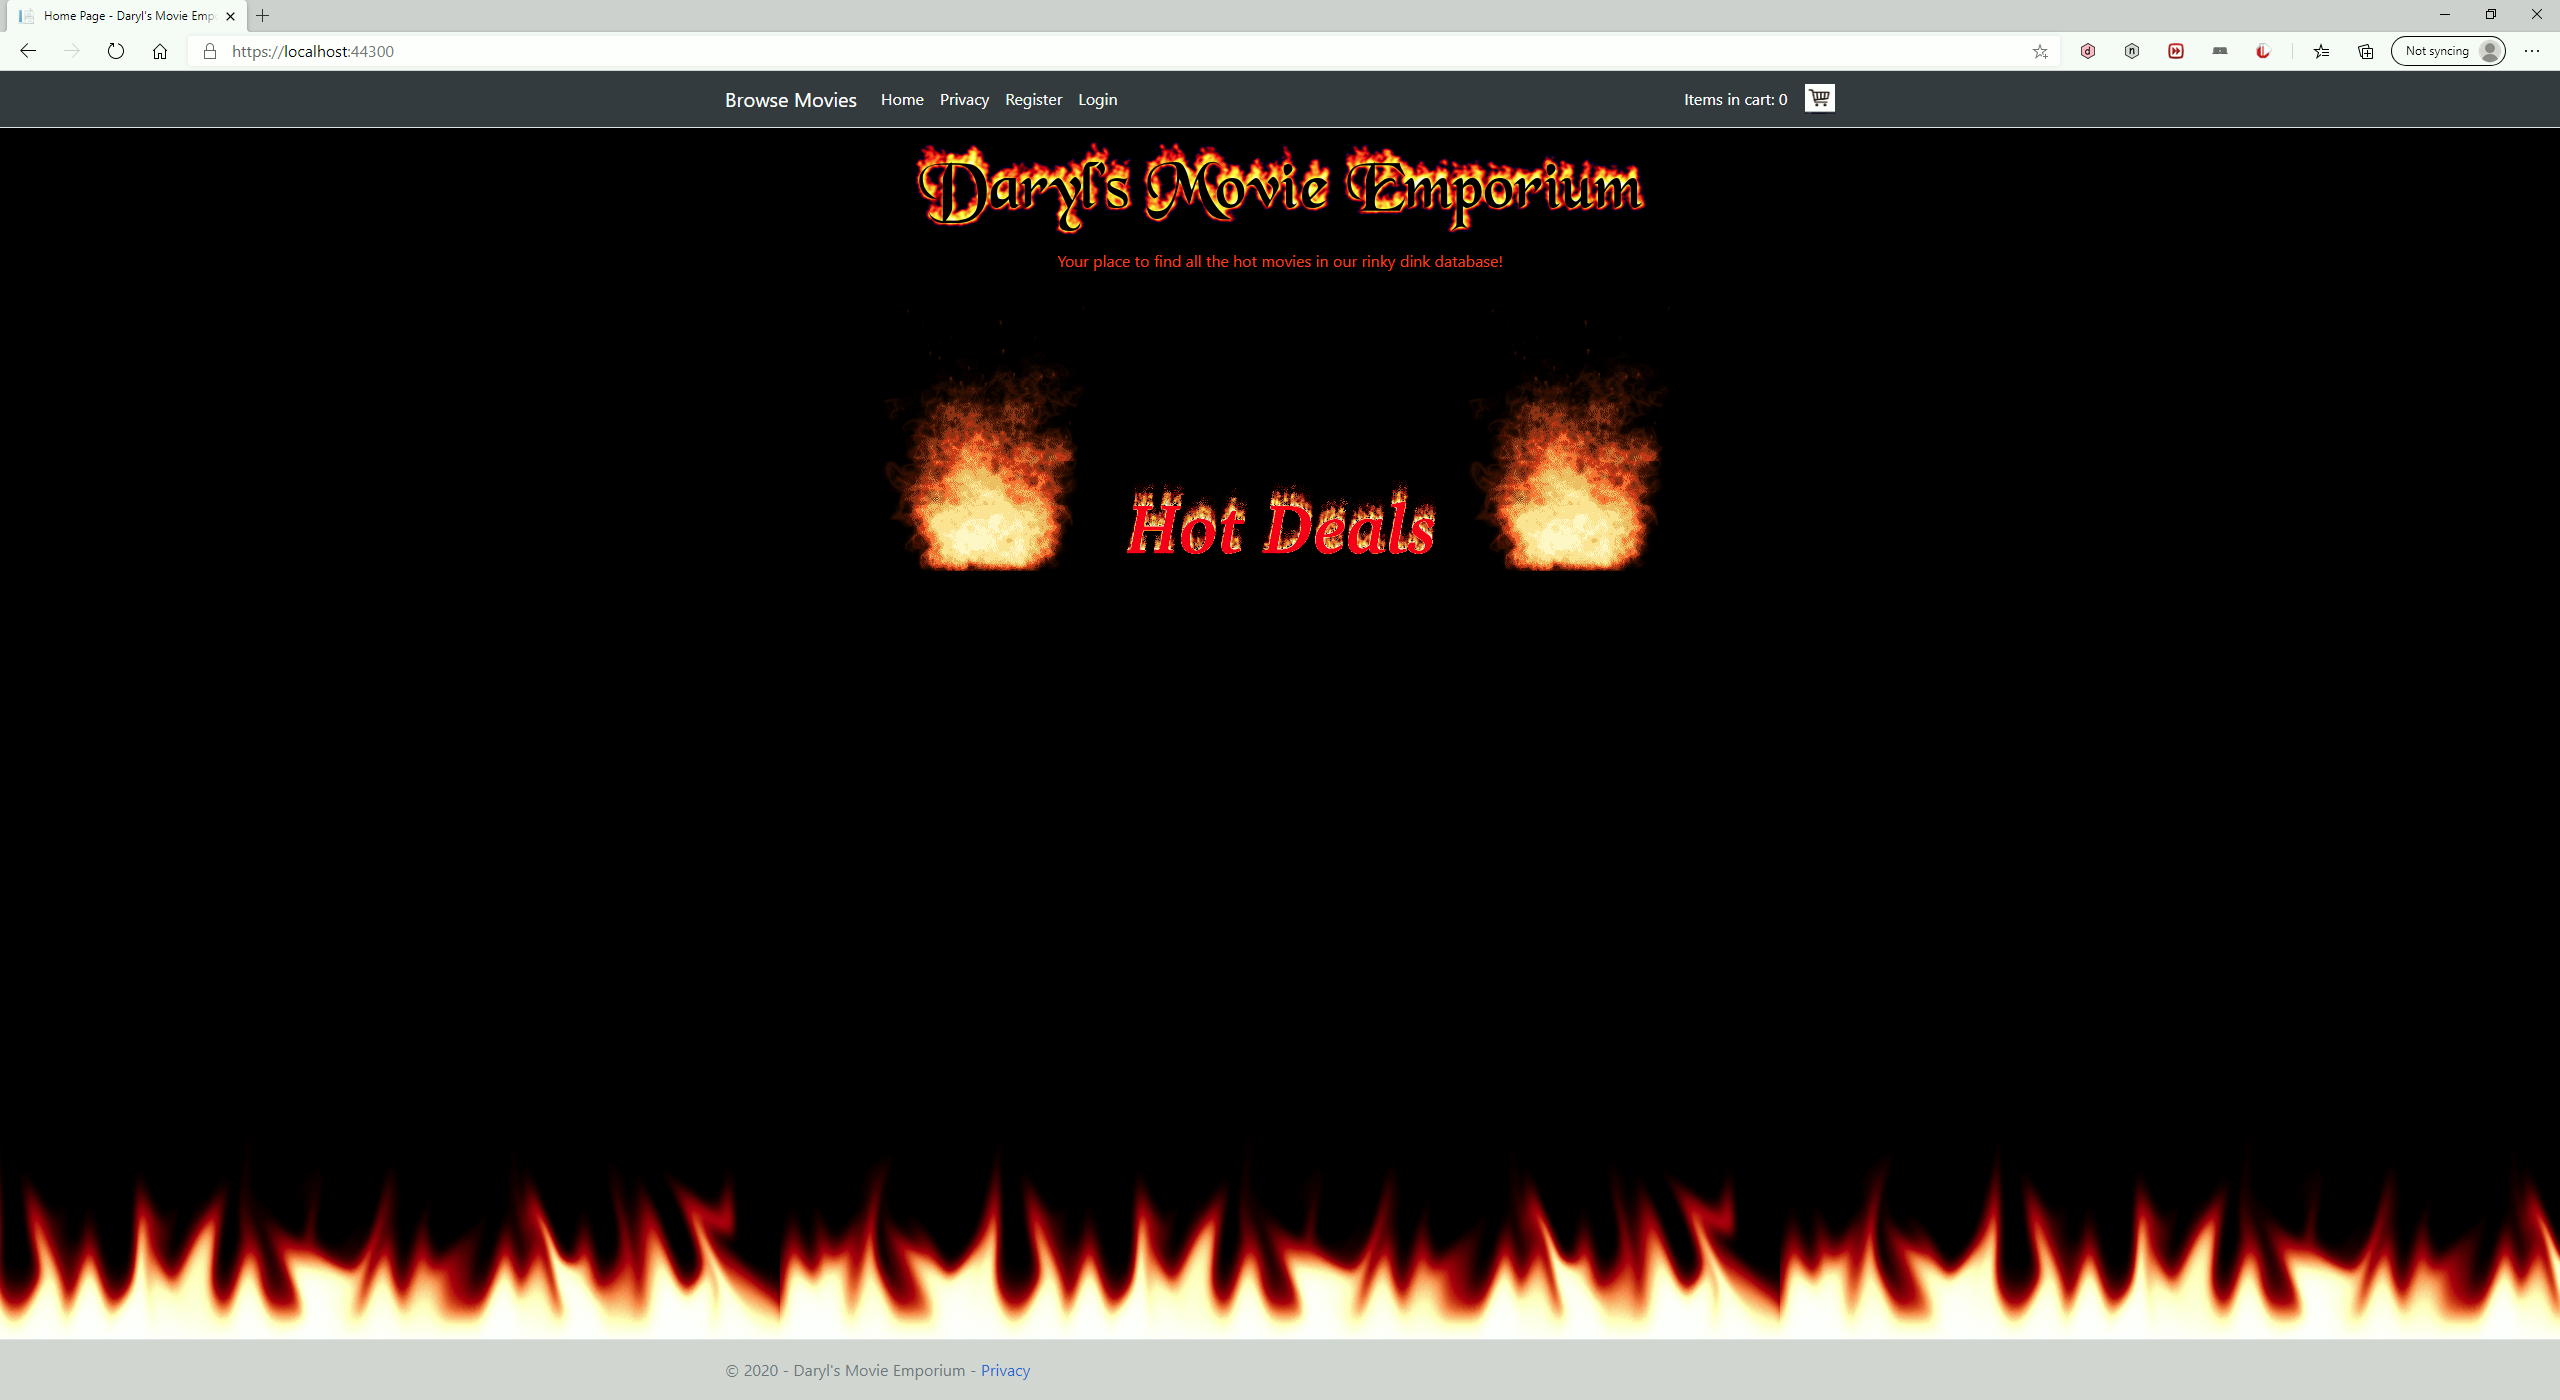 Home Page - Daryl's Movie Emp
https://localhost:44300
Not syncing
Browse Movies Home Privacy Register Login Items in cart: 0
Daryl's Movie Emporium
Your place to find all the hot movies in our rinky dink database!
Hot Deals
© 2020 - Daryl's Movie Emporium - Privacy